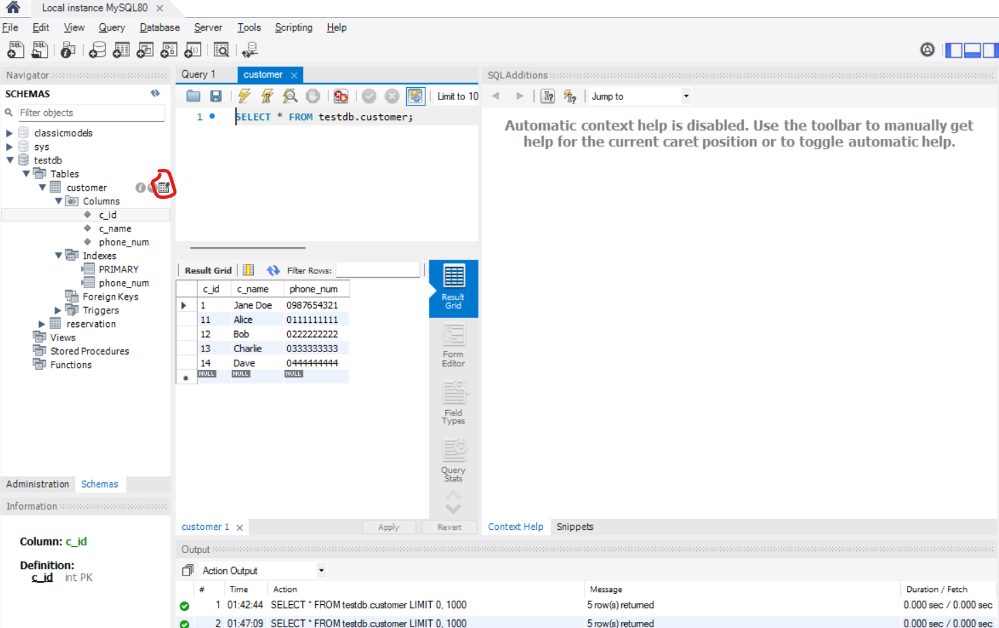 Local instance MySQL80
File Edit View Query Database Server Tools Scripting Help
SQL SQL
Navigator
SCHEMAS
Filter objects
classicmodels
sys
testdb
Tables
customer
Columns
c_id
c_name
phone_num
Indexes
PRIMARY
phone_num
Foreign Keys
Triggers
reservation
Views
Stored Procedures
Functions
Administration Schemas
Information
Column: c_id
Definition:
c_id int PK
Query 1 customer
Limit to 10
1 SELECT * FROM testdb.customer;
Result Grid Filter Rows:
c_id c_name phone_num
1 Jane Doe 0987654321
11 Alice 0111111111
12 Bob 0222222222
13 Charlie 0333333333
14 Dave 0444444444
NULL NULL NULL
Result
Grid
Form
Editor
Field
Types
Query
Stats
customer 1 Apply Revert
SQLAdditions
Jump to
Automatic context help is disabled. Use the toolbar to manually get
help for the current caret position or to toggle automatic help.
Context Help Snippets
Output
Action Output
# Time Action Message Duration / Fetch
1 01:42:44 SELECT * FROM testdb.customer LIMIT 0, 1000 5 row(s) returned 0.000 sec / 0.000 sec
2 01:47:09 SELECT * FROM testdb.customer LIMIT 0, 1000 5 row(s) returned 0.000 sec / 0.000 sec